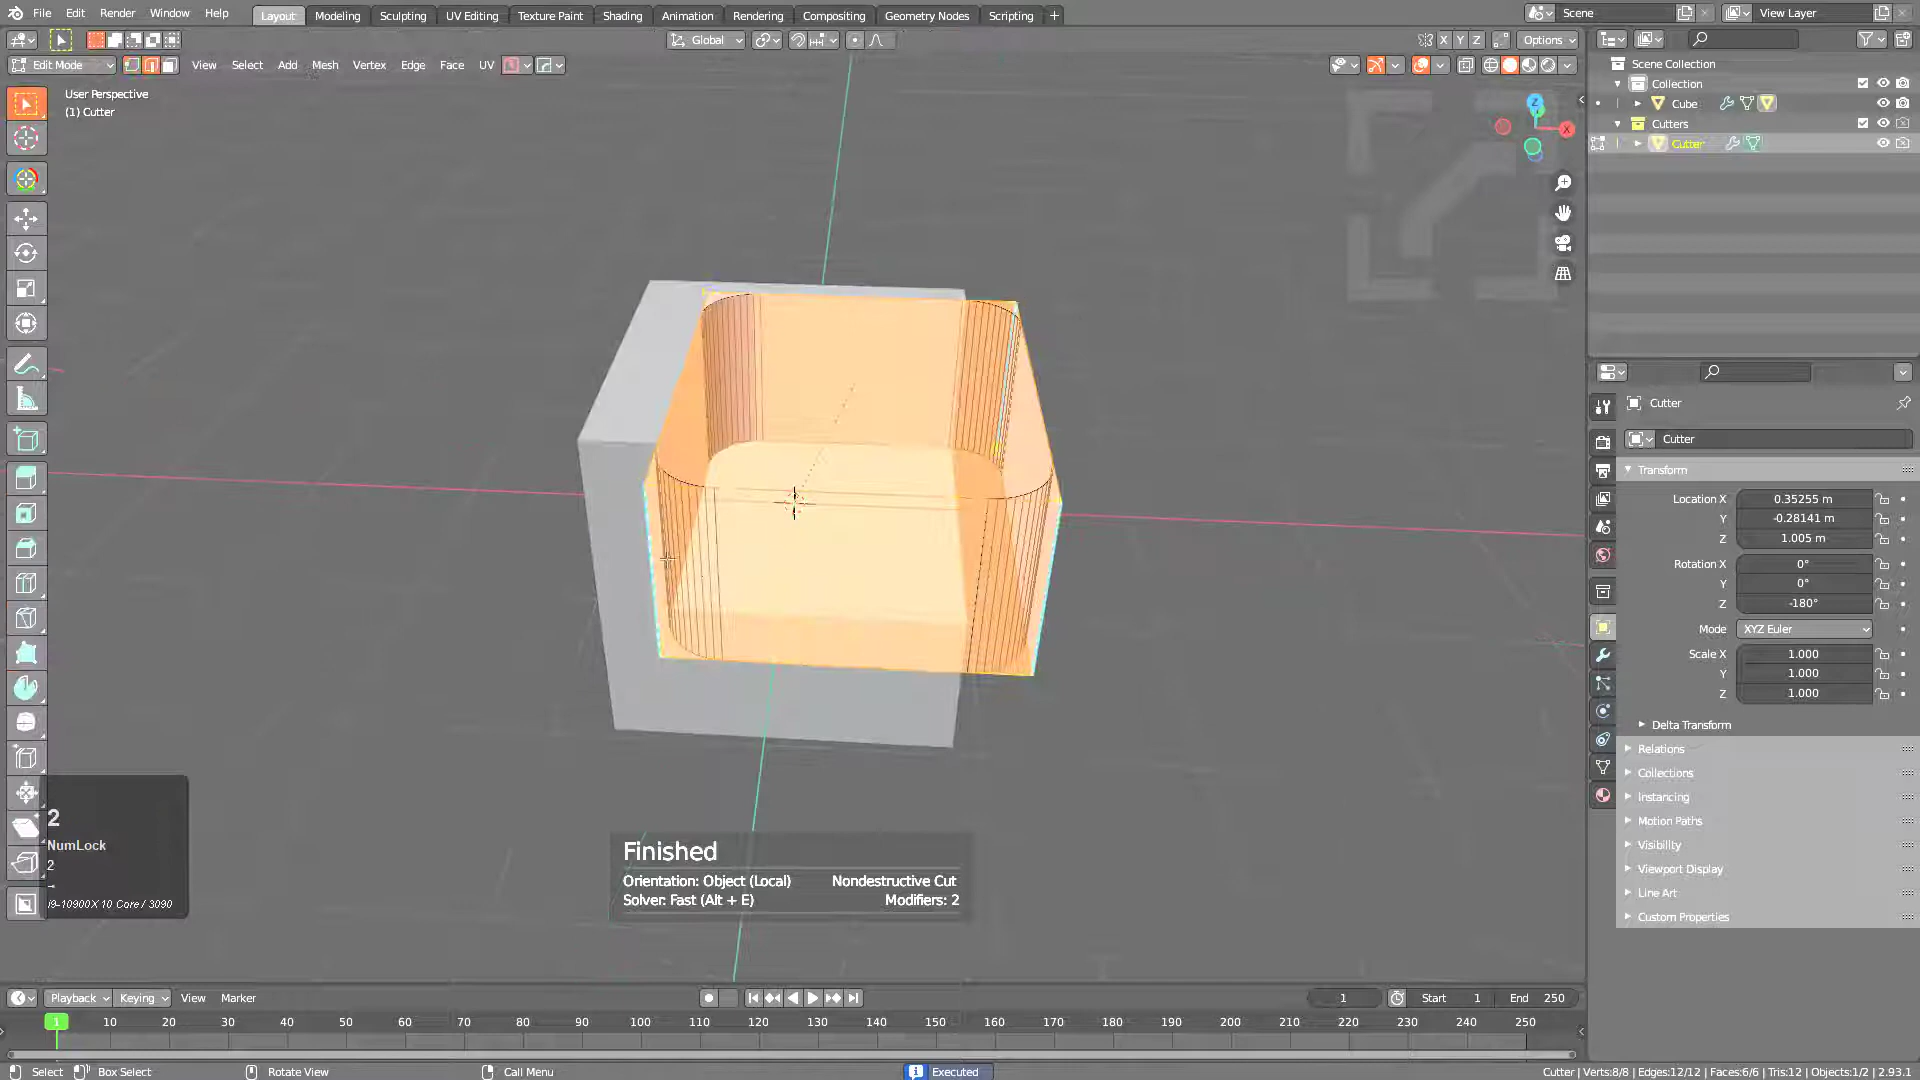 File Edit Render Window Help Layout Modeling Sculpting UV Editing Texture Paint Shading Animation Rendering Compositing Geometry Nodes Scripting + Scene View Layer
Global X Y Z Options
Edit Mode View Select Add Mesh Vertex Edge Face UV
User Perspective
(1) Cutter
Z
X
Scene Collection
Collection
Cube
Cutters
Cutter
Cutter
Cutter
Transform
Location X 0.35255 m
Y -0.28141 m
Z 1.005 m
Rotation X 0°
Y 0°
Z -180°
Mode XYZ Euler
Scale X 1.000
Y 1.000
Z 1.000
Delta Transform
Relations
Collections
Instancing
Motion Paths
Visibility
Viewport Display
Line Art
Custom Properties
2
NumLock
2
i9-10900X 10 Core / 3090
Finished
Orientation: Object (Local) Nondestructive Cut
Solver: Fast (Alt + E) Modifiers: 2
Playback Keying View Marker 1 Start 1 End 250
1 10 20 30 40 50 60 70 80 90 100 110 120 130 140 150 160 170 180 190 200 210 220 230 240 250
Select Box Select Rotate View Call Menu Executed Cutter | Verts:8/8 | Edges:12/12 | Faces:6/6 | Tris:12 | Objects:1/2 | 2.93.1